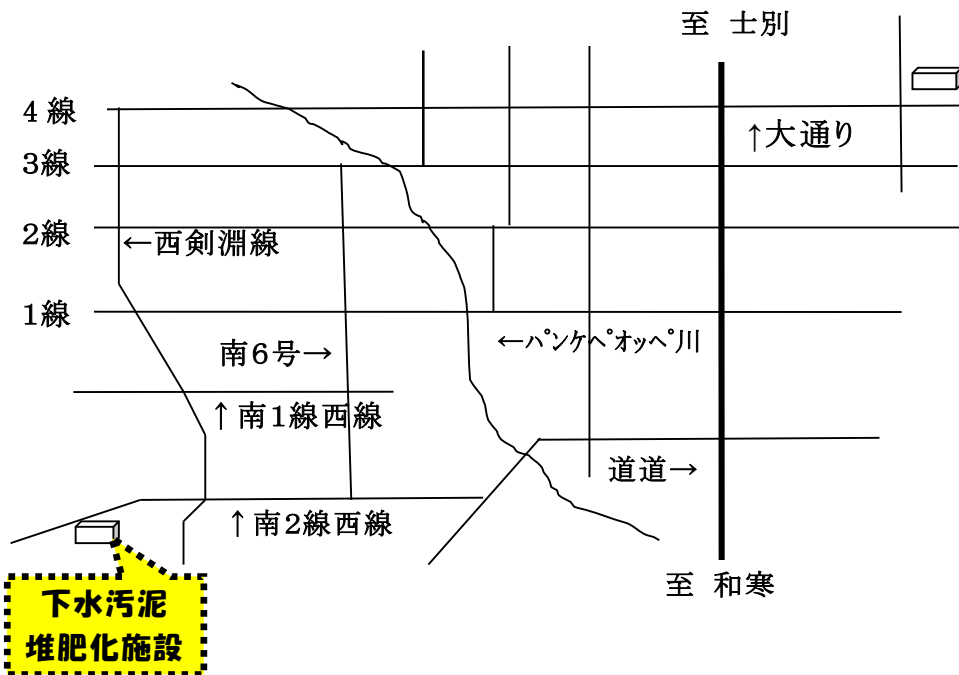 至 士別
4 線
↑大通り
3線
2線
←西剣淵線
1線
南6号→
←ﾊﾟﾝｹﾍﾟｵｯﾍﾟ川
↑南1線西線
道道→
↑南2線西線
至 和寒
下水汚泥
堆肥化施設